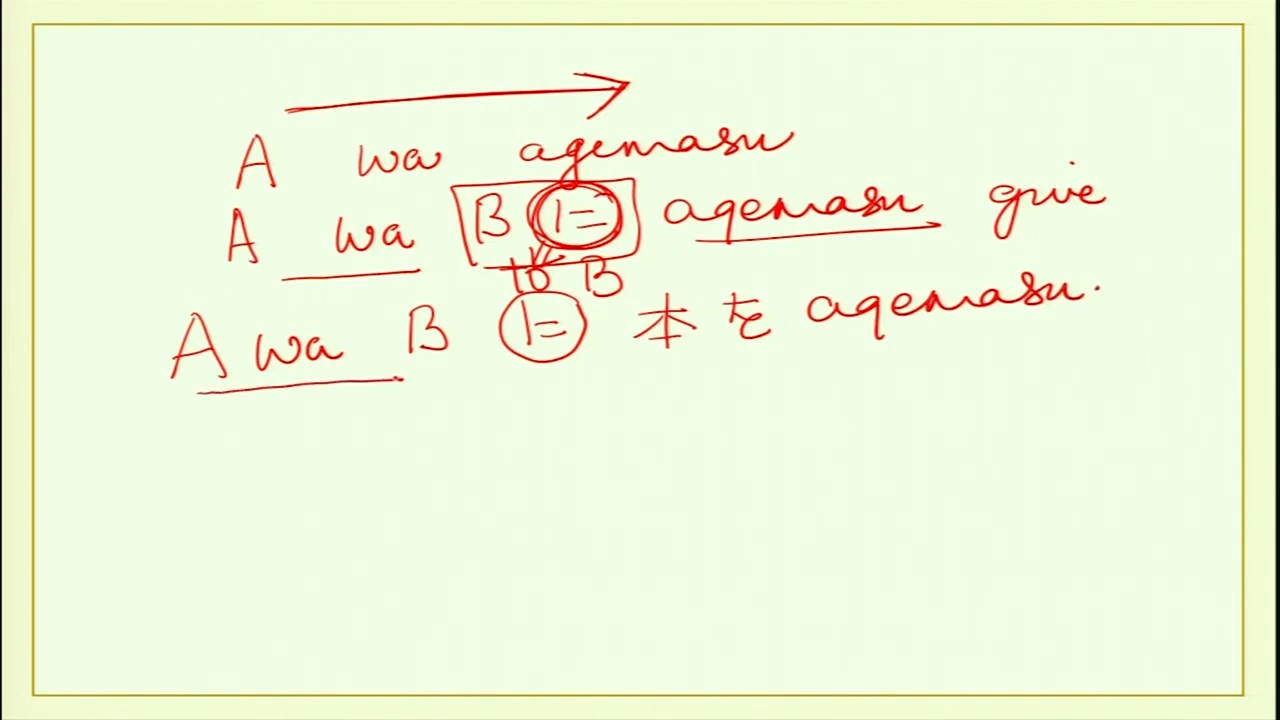 A wa agemasu
A wa B に agemasu give
to B
A wa B に 本を agemasu.